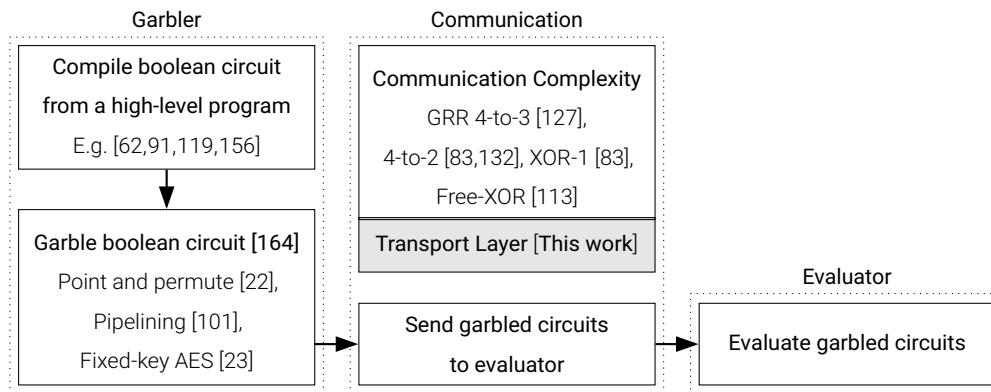 Garbler
Compile boolean circuit
from a high-level program
E.g. [62,91,119,156]
Garble boolean circuit [164]
Point and permute [22],
Pipelining [101],
Fixed-key AES [23]
Communication
Communication Complexity
GRR 4-to-3 [127],
4-to-2 [83,132], XOR-1 [83],
Free-XOR [113]
Transport Layer [This work]
Send garbled circuits
to evaluator
Evaluator
Evaluate garbled circuits